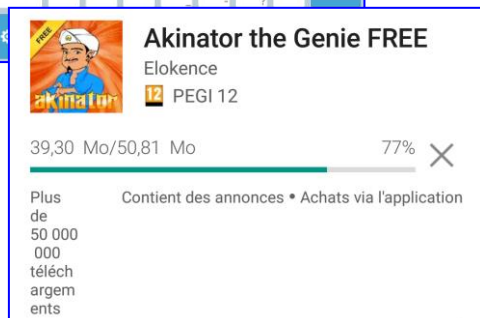 FREE
akinator
Akinator the Genie FREE
Elokence
12 PEGI 12
39,30 Mo/50,81 Mo 77%
Plus
de
50 000
000
téléch
argem
ents
Contient des annonces • Achats via l'application